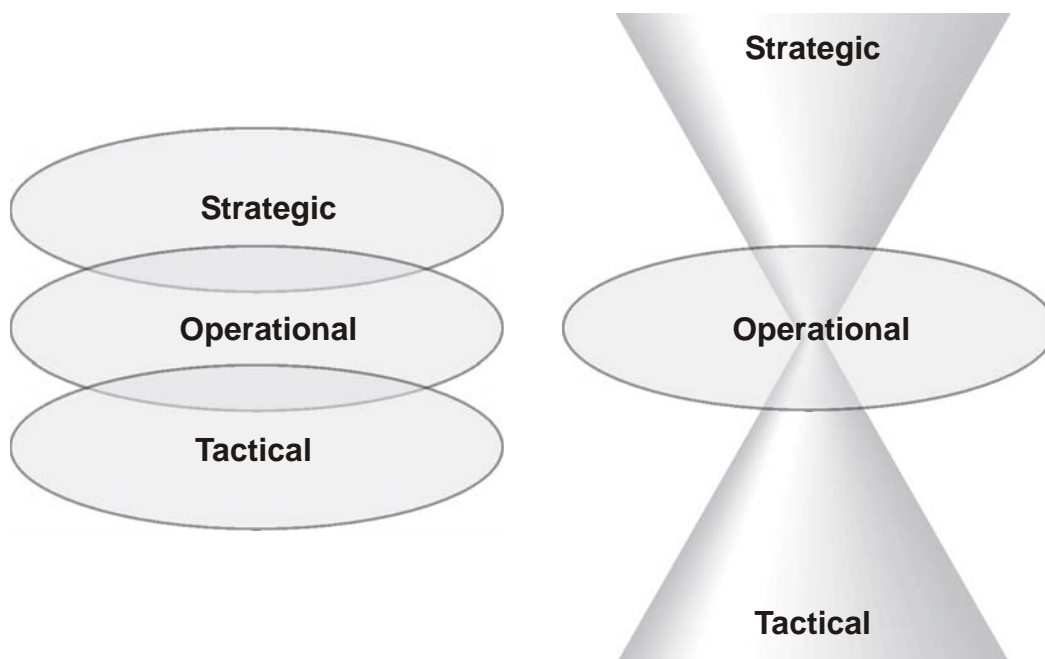 Strategic
Operational
Tactical
Strategic
Operational
Tactical